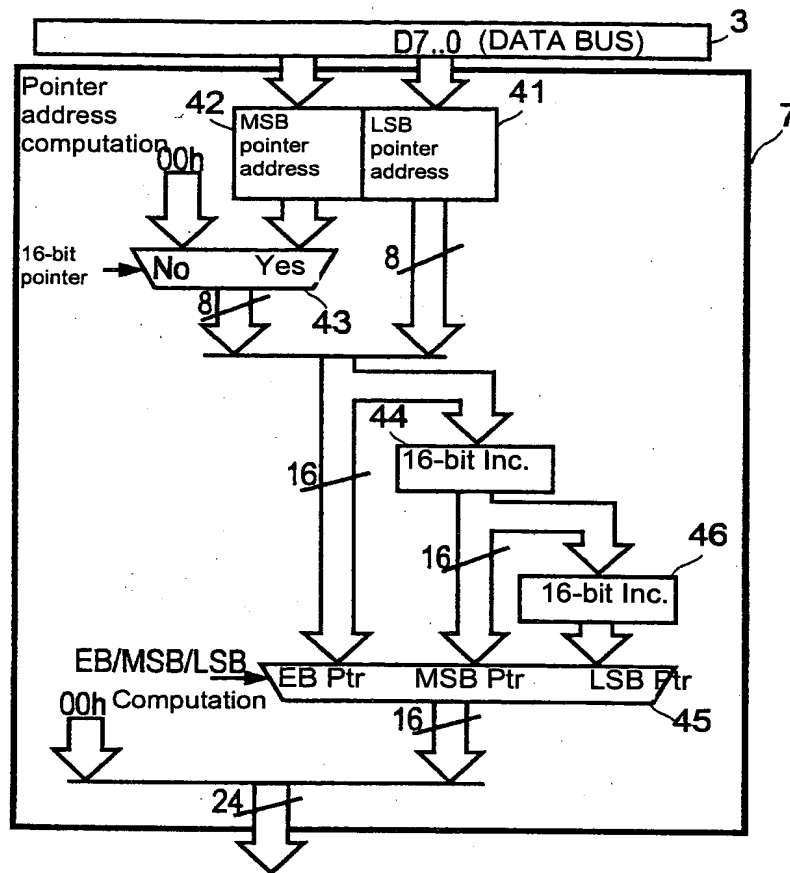 3
D7..0 (DATA BUS)
7
Pointer
address
computation
42
41
MSB
pointer
address
LSB
pointer
address
00h
16-bit
pointer
No
Yes
8
8
43
44
16-bit Inc.
16
16
46
16-bit Inc.
EB/MSB/LSB
Computation
EB Ptr
MSB Ptr
LSB Ptr
00h
16
45
24